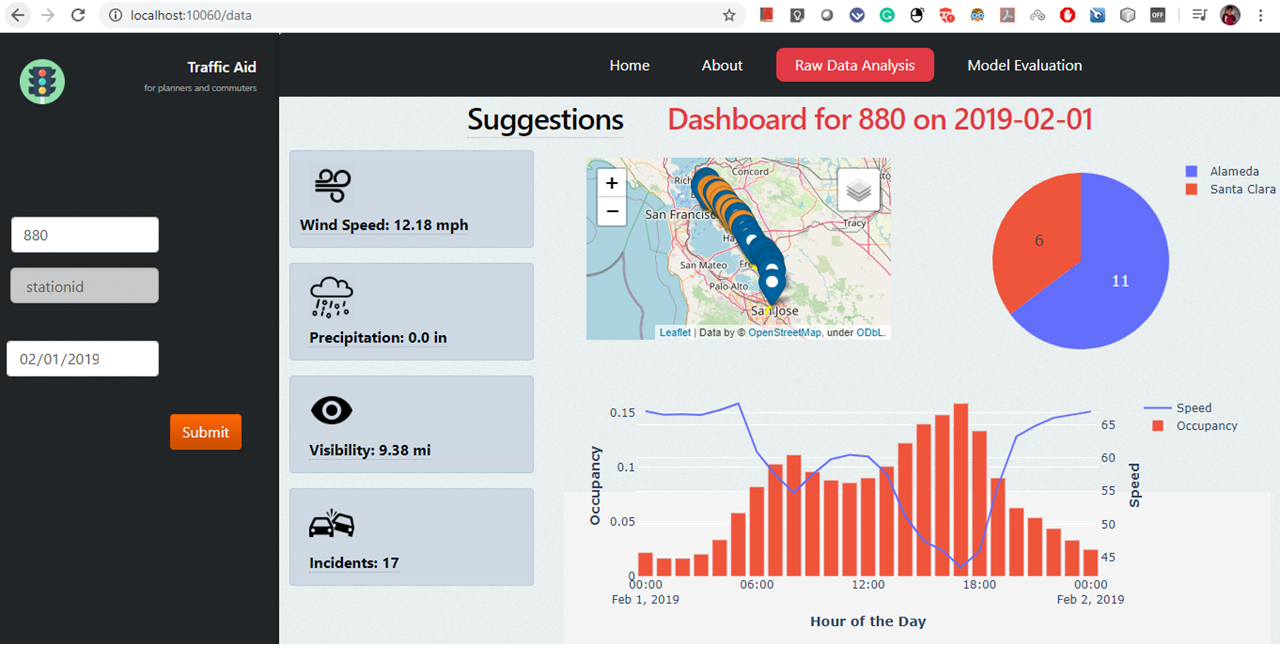 localhost:10060/data
OFF
Traffic Aid
for planners and commuters
Home
About
Raw Data Analysis
Model Evaluation
880
stationid
02/01/2019
Submit
Suggestions
Dashboard for 880 on 2019-02-01
Wind Speed: 12.18 mph
Precipitation: 0.0 in
Visibility: 9.38 mi
Incidents: 17
+
−
Concord
San Francisc
Tracy
San Mateo
Palo Alto
San Jose
Leaflet | Data by © OpenStreetMap, under ODbL.
6
11
Alameda
Santa Clara
Speed
Occupancy
Occupancy
0.15
0.1
0.05
0
65
60
55
50
45
Speed
00:00
06:00
12:00
18:00
00:00
Feb 1, 2019
Feb 2, 2019
Hour of the Day